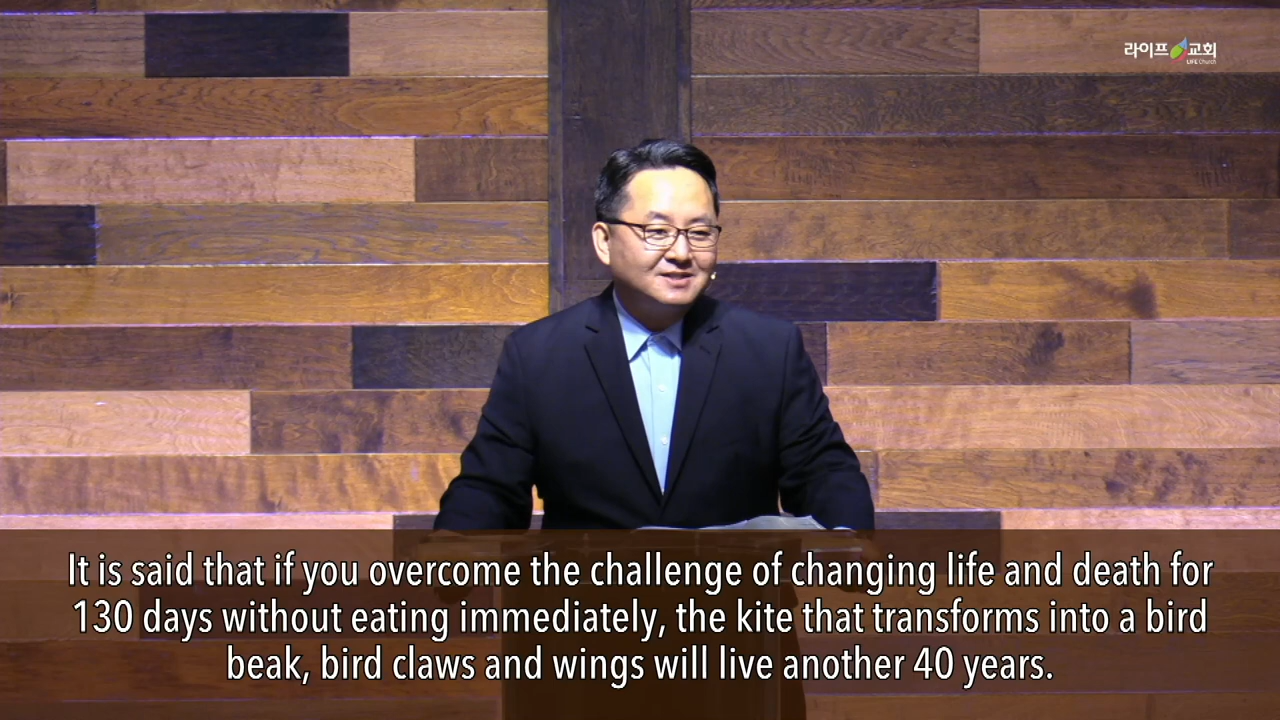 라이프 교회
LIFE Church
It is said that if you overcome the challenge of changing life and death for
130 days without eating immediately, the kite that transforms into a bird
beak, bird claws and wings will live another 40 years.